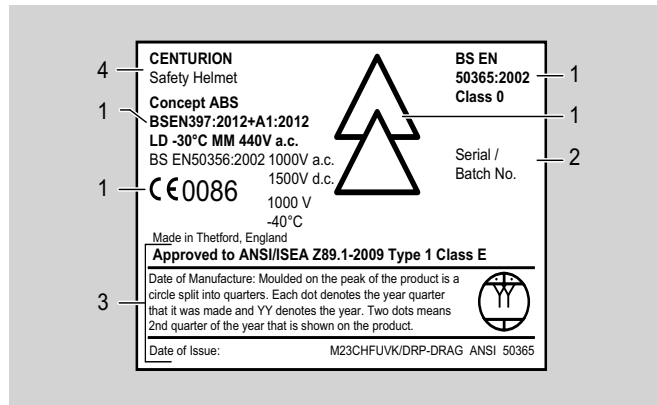 CENTURION
Safety Helmet
Concept ABS
BSEN397:2012+A1:2012
LD -30°C MM 440V a.c.
BS EN50356:2002 1000V a.c.
1500V d.c.
CE0086
1000 V
-40°C
BS EN
50365:2002
Class 0
Serial /
Batch No.
Made in Thetford, England
Approved to ANSI/ISEA Z89.1-2009 Type 1 Class E
Date of Manufacture: Moulded on the peak of the product is a
circle split into quarters. Each dot denotes the year quarter
that it was made and YY denotes the year. Two dots means
2nd quarter of the year that is shown on the product.
YY
Date of Issue: M23CHFUVK/DRP-DRAG ANSI 50365
4
1
1
3
1
1
2